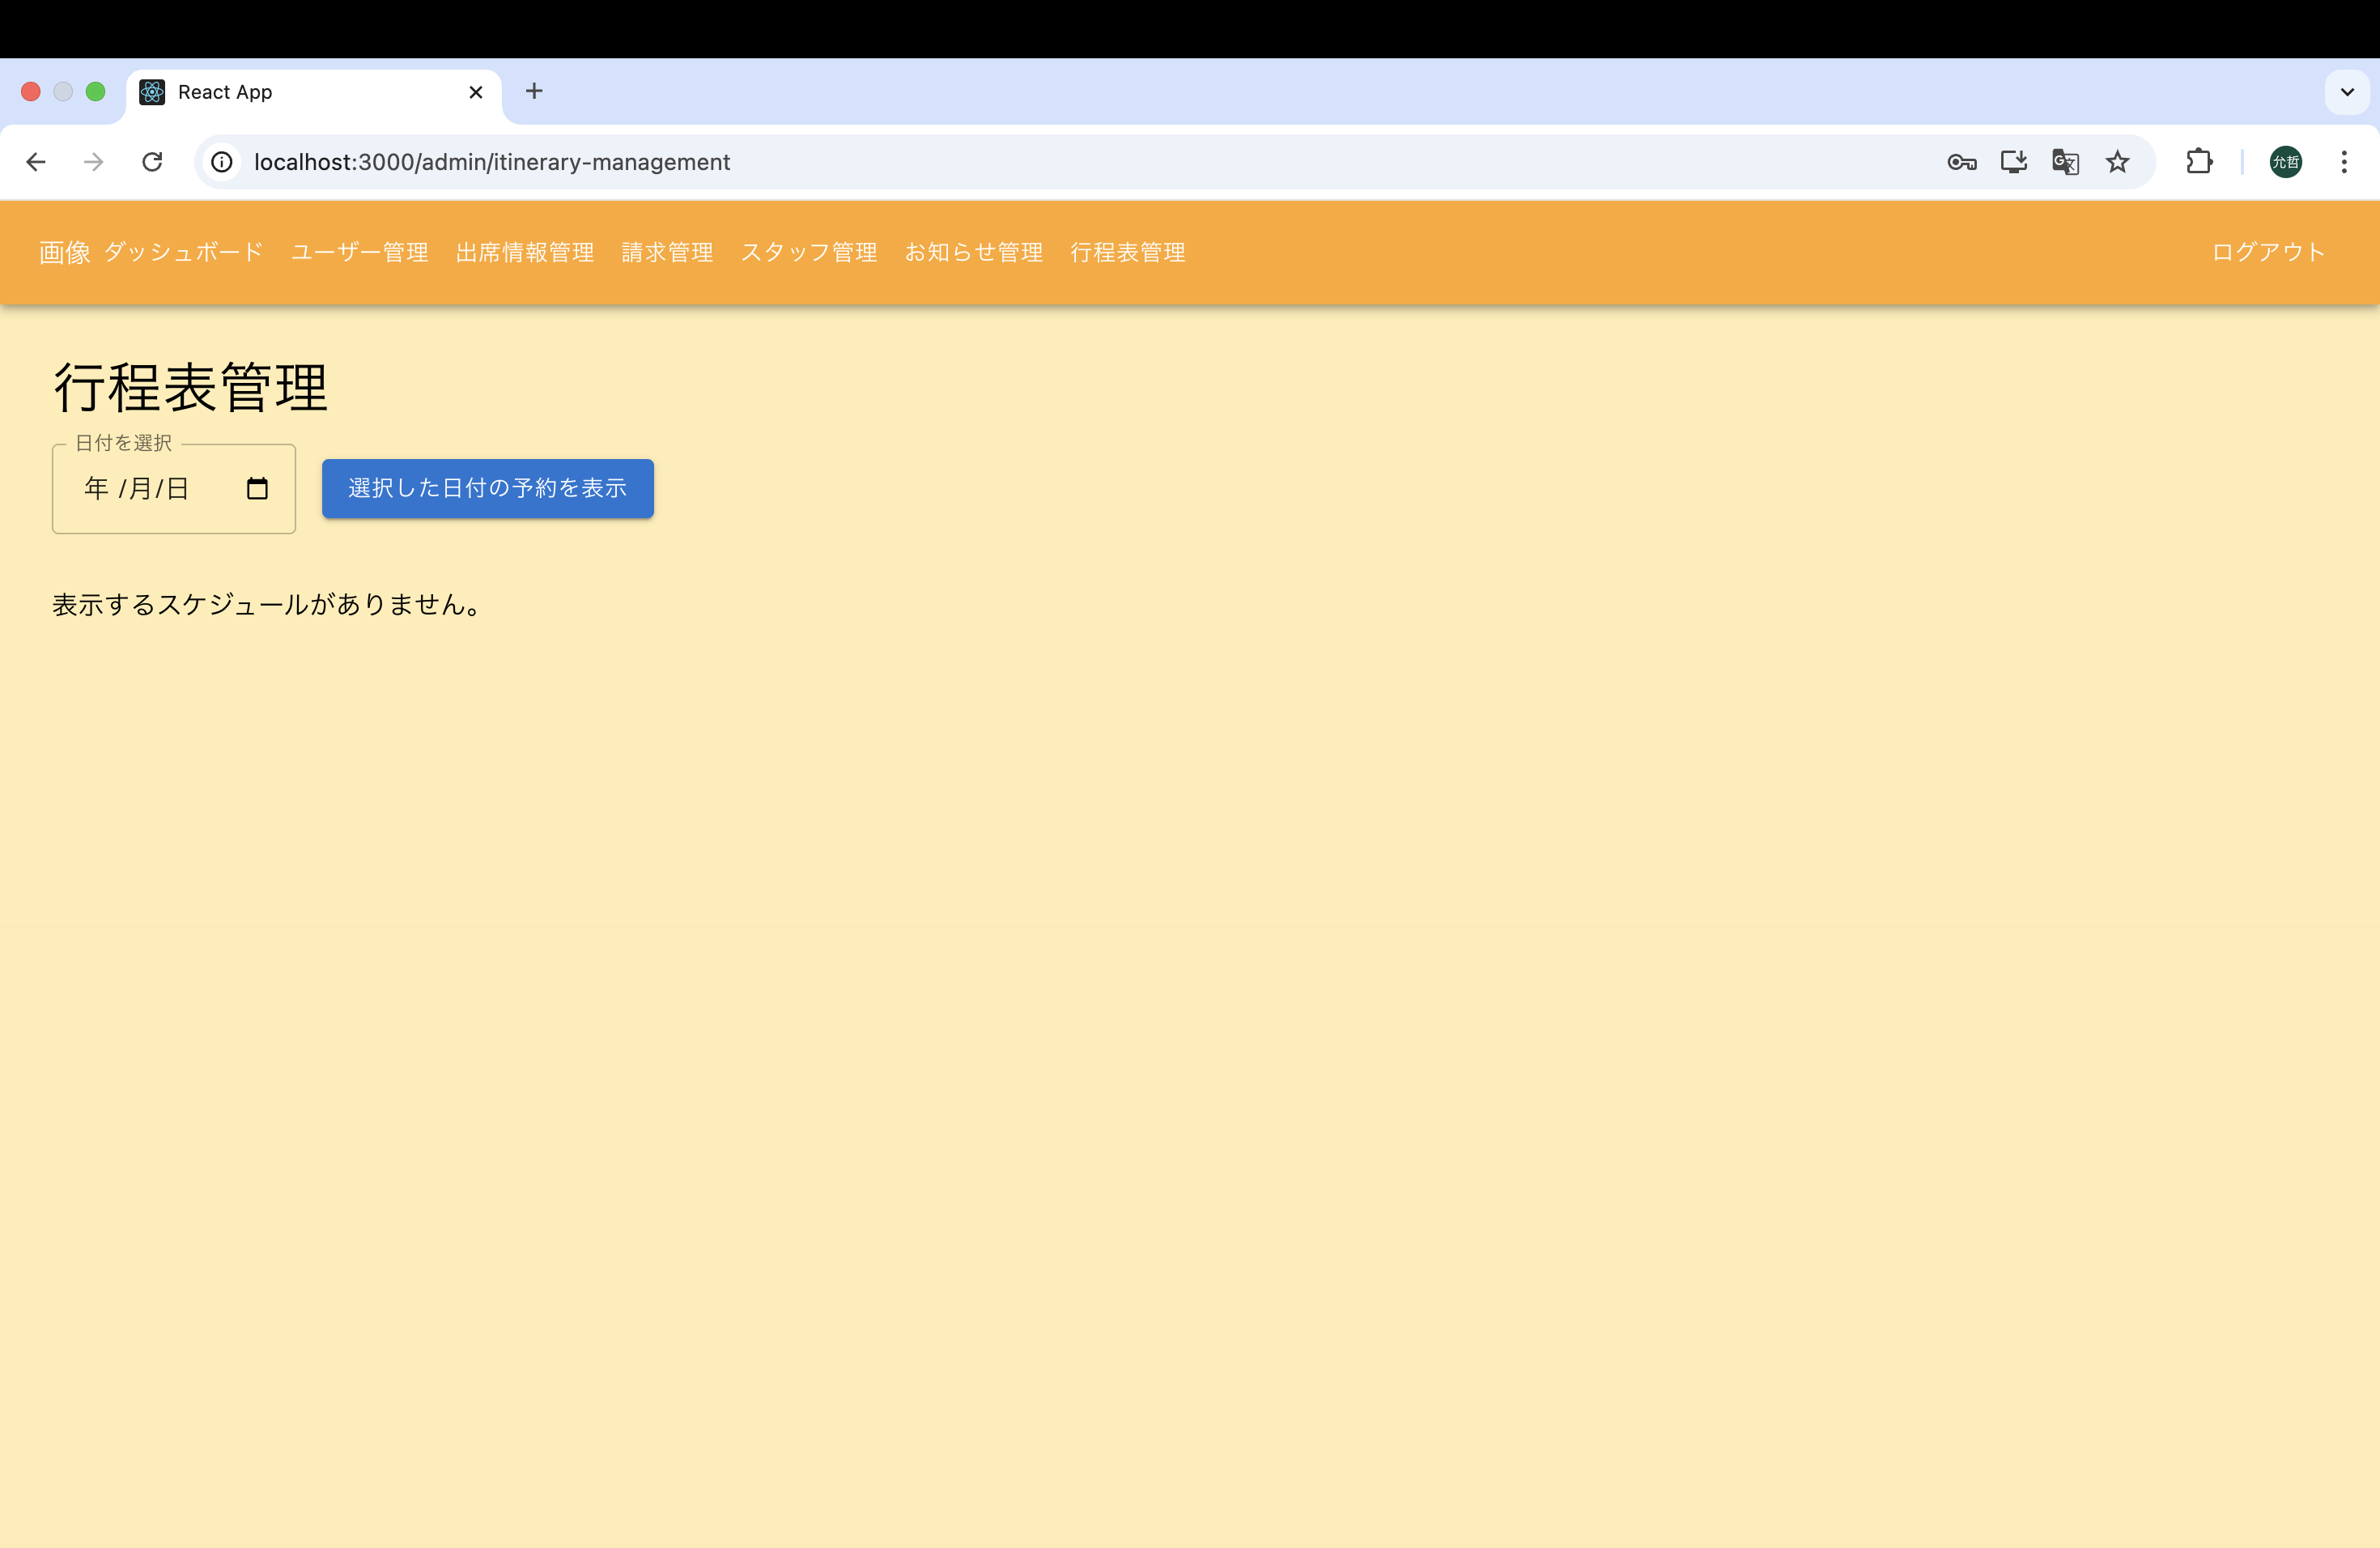 React App
localhost:3000/admin/itinerary-management
允哲
画像 ダッシュボード ユーザー管理 出席情報管理 請求管理 スタッフ管理 お知らせ管理 行程表管理 ログアウト
行程表管理
日付を選択
年 /月/日
選択した日付の予約を表示
表示するスケジュールがありません。